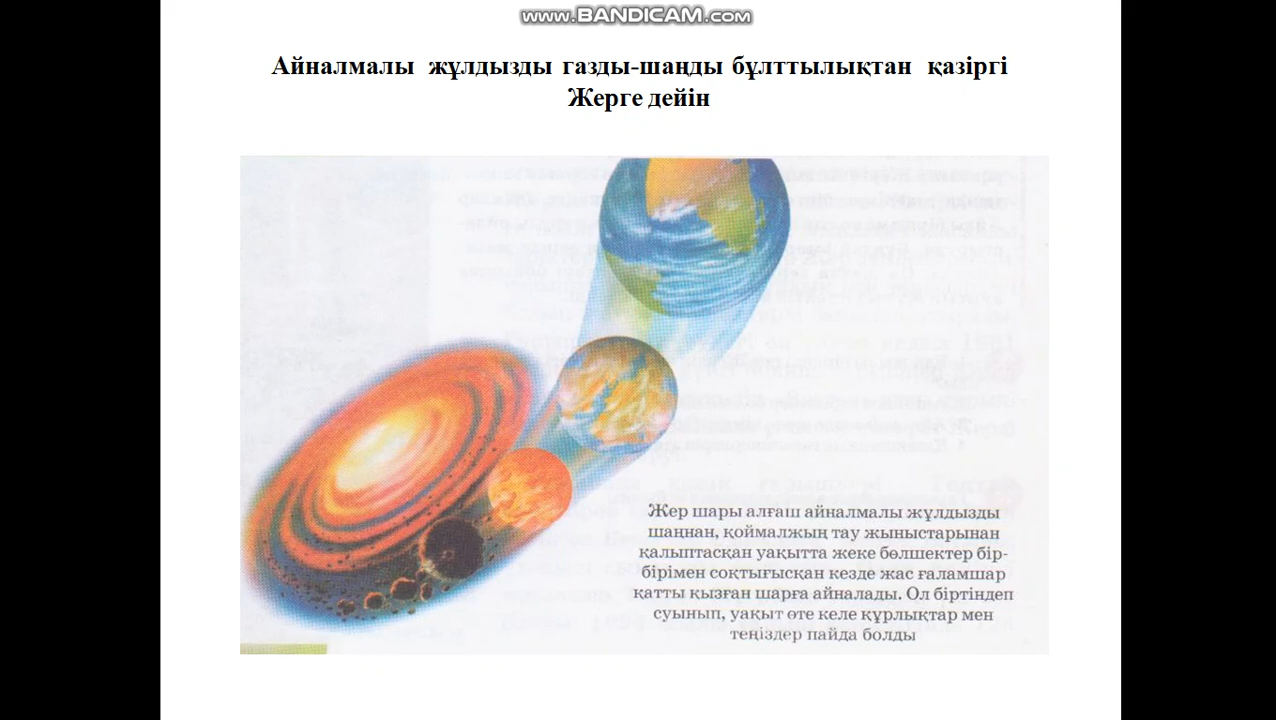 www.BANDICAM.com
Айналмалы жұлдызды газды-шаңды бұлттылықтан қазіргі
Жерге дейін
Жер шары алғаш айналмалы жұлдызды
шаңнан, қоймалжың тау жыныстарынан
қалыптасқан уақытта жеке бөлшектер бір-
бірімен соқтығысқан кезде жас ғаламшар
қатты қызған шарға айналады. Ол біртіндеп
суынып, уақыт өте келе құрлықтар мен
теңіздер пайда болды